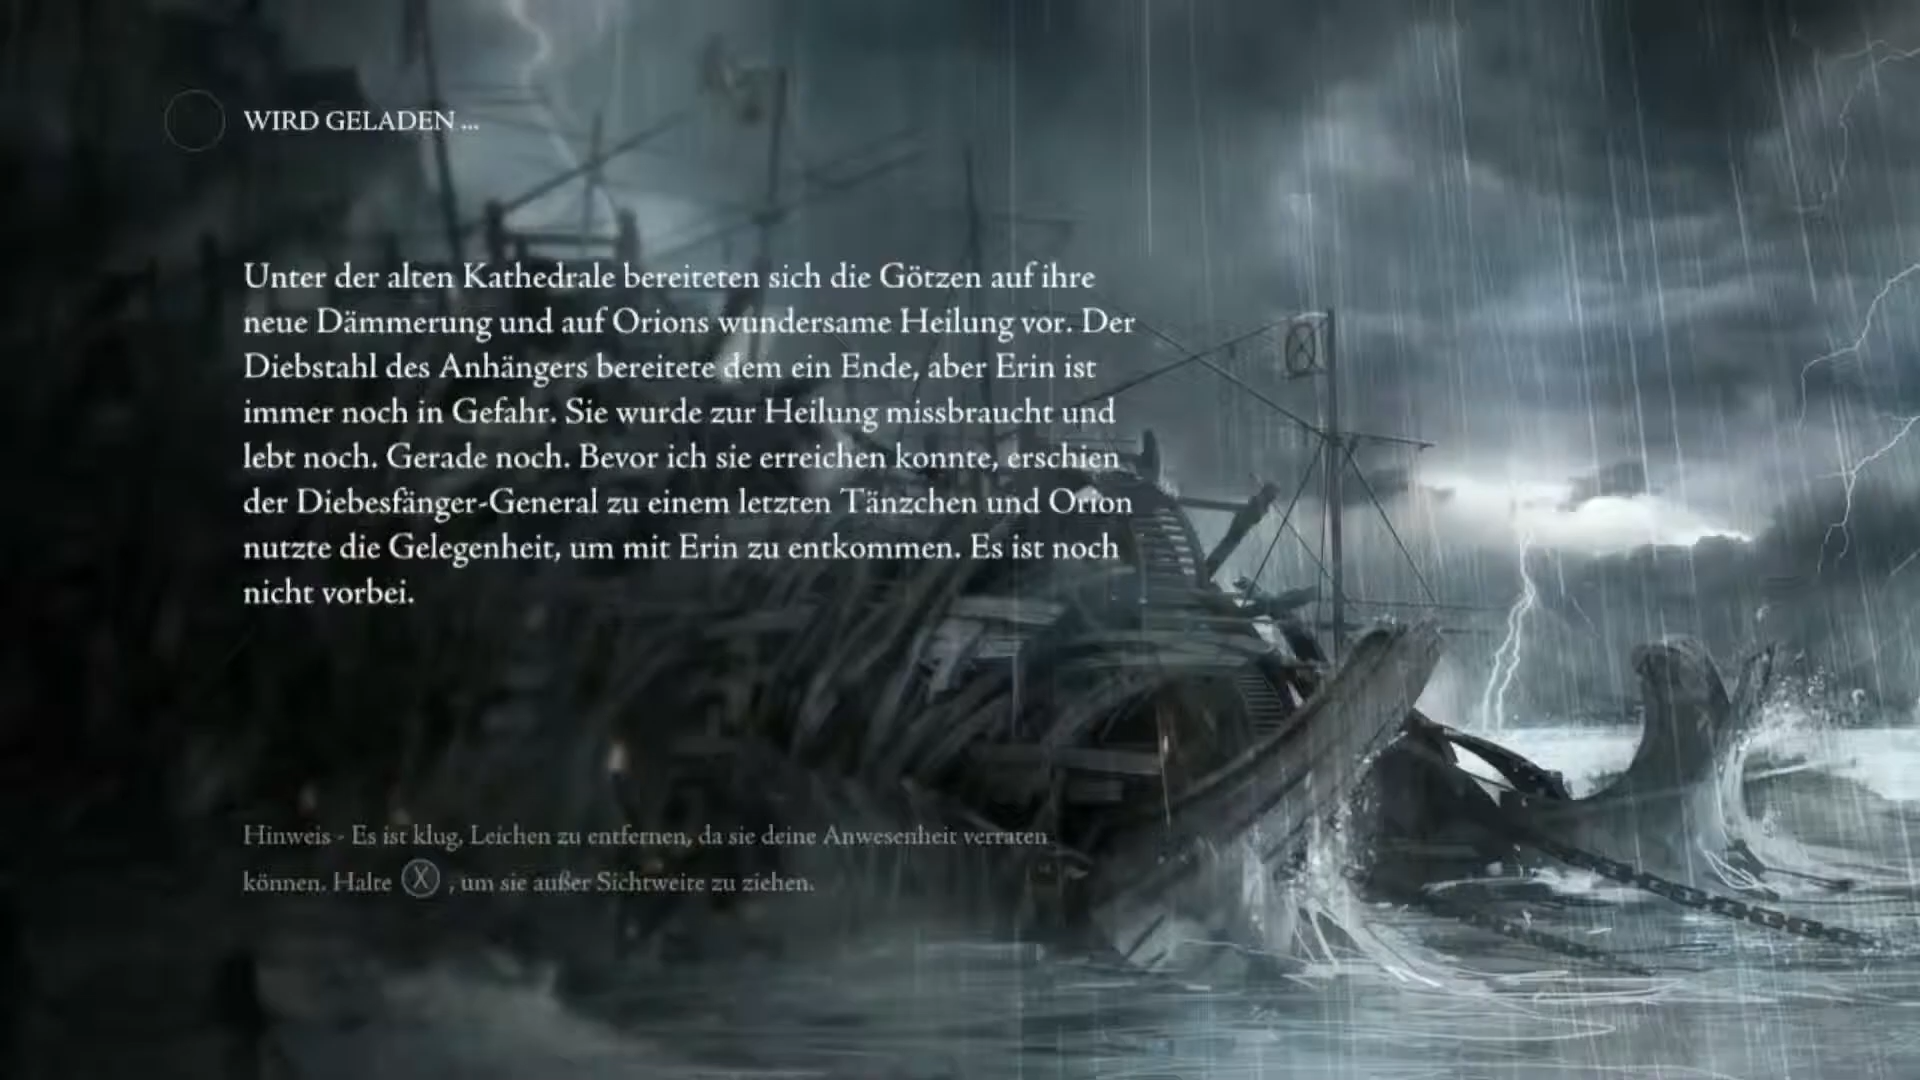 WIRD GELADEN ...
Unter der alten Kathedrale bereiteten sich die Götzen auf ihre
neue Dämmerung und auf Orions wundersame Heilung vor. Der
Diebstahl des Anhängers bereitete dem ein Ende, aber Erin ist
immer noch in Gefahr. Sie wurde zur Heilung missbraucht und
lebt noch. Gerade noch. Bevor ich sie erreichen konnte, erschien
der Diebesfänger-General zu einem letzten Tänzchen und Orion
nutzte die Gelegenheit, um mit Erin zu entkommen. Es ist noch
nicht vorbei.
Hinweis - Es ist klug, Leichen zu entfernen, da sie deine Anwesenheit verraten
können. Halte X , um sie außer Sichtweite zu ziehen.